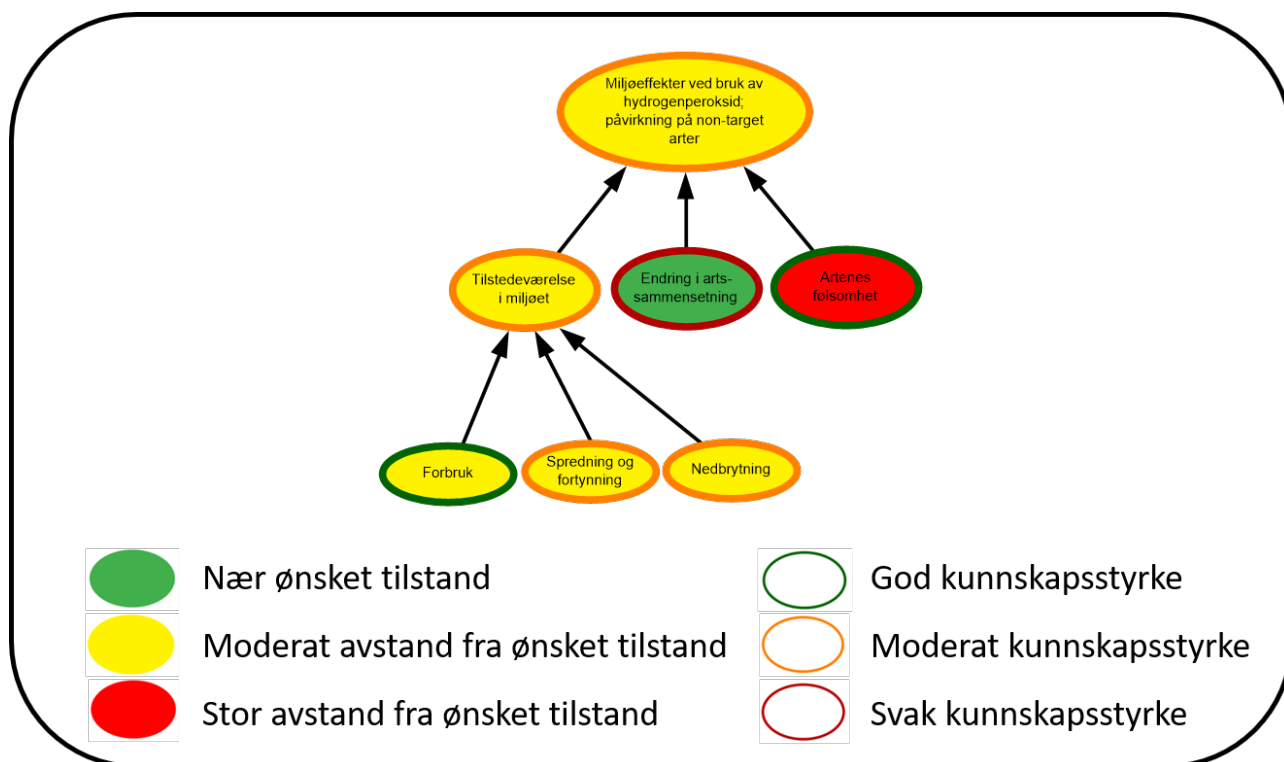 Miljøeffekter ved bruk av
hydrogenperoksid;
påvirkning på non-target
arter
Tilstedeværelse
i miljøet
Endring i arts-
sammensetning
Artenes
følsomhet
Forbruk
Spredning og
fortynning
Nedbrytning
Nær ønsket tilstand
Moderat avstand fra ønsket tilstand
Stor avstand fra ønsket tilstand
God kunnskapsstyrke
Moderat kunnskapsstyrke
Svak kunnskapsstyrke